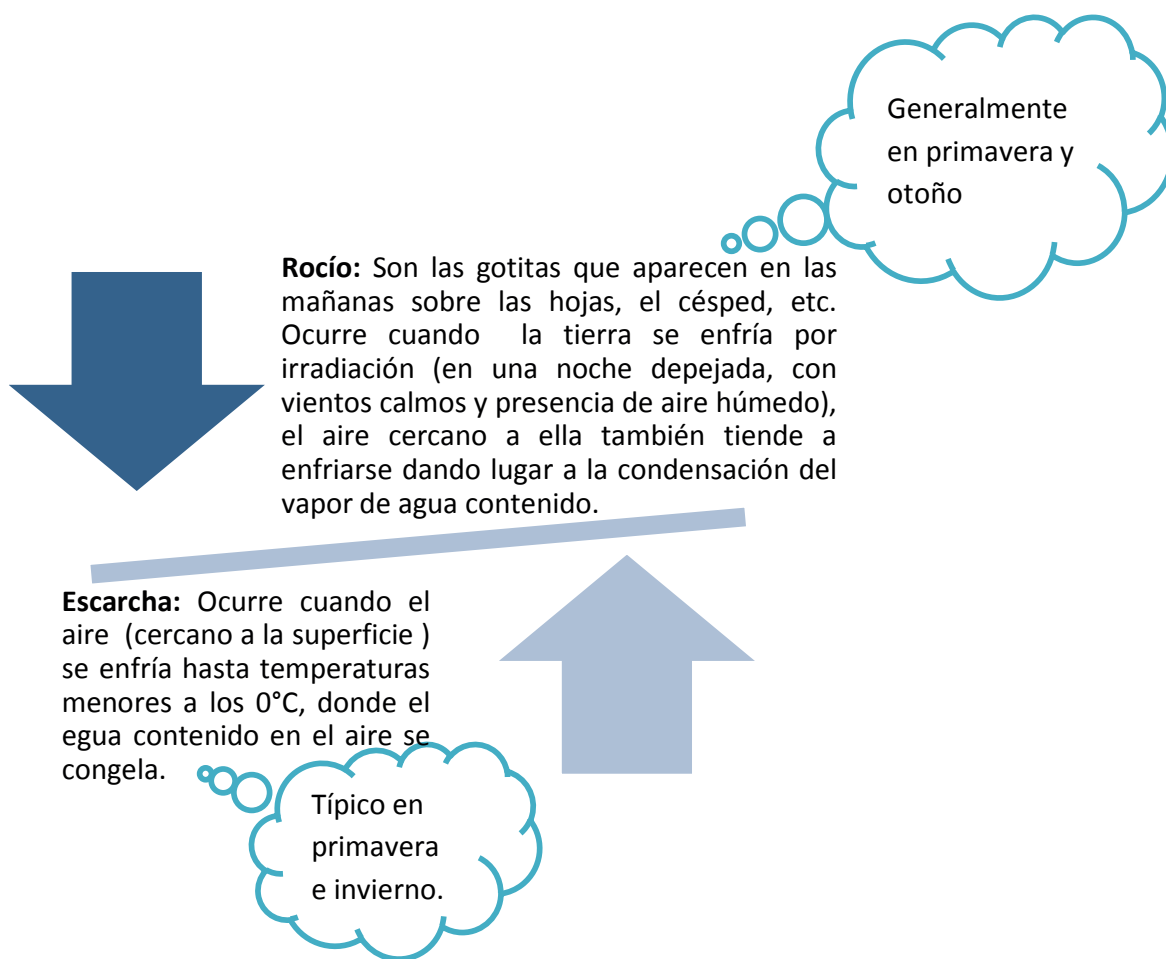 Generalmente
en primavera y
otoño
Rocío: Son las gotitas que aparecen en las
mañanas sobre las hojas, el césped, etc.
Ocurre cuando la tierra se enfría por
irradiación (en una noche depejada, con
vientos calmos y presencia de aire húmedo),
el aire cercano a ella también tiende a
enfriarse dando lugar a la condensación del
vapor de agua contenido.
Escarcha: Ocurre cuando el
aire (cercano a la superficie )
se enfría hasta temperaturas
menores a los 0°C, donde el
egua contenido en el aire se
congela.
Típico en
primavera
e invierno.